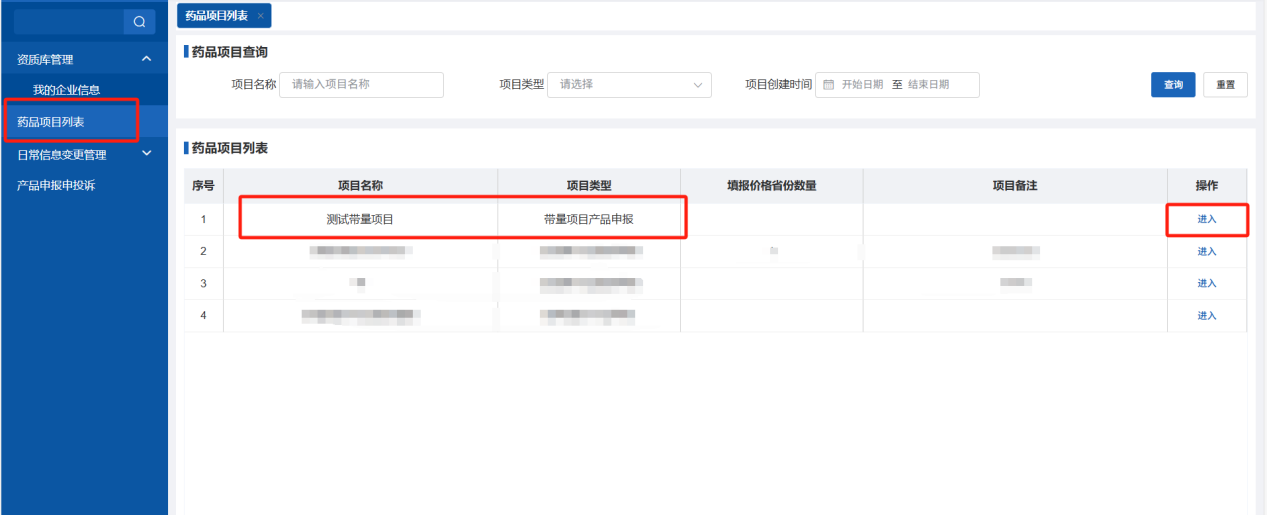 药品项目列表 ×
资质库管理
我的企业信息
药品项目列表
日常信息变更管理
产品申报申投诉
药品项目查询
项目名称 请输入项目名称 项目类型 请选择 项目创建时间 开始日期 至 结束日期 查询 重置
药品项目列表
序号 项目名称 项目类型 填报价格省份数量 项目备注 操作
1 测试带量项目 带量项目产品申报 进入
2 进入
3 进入
4 进入